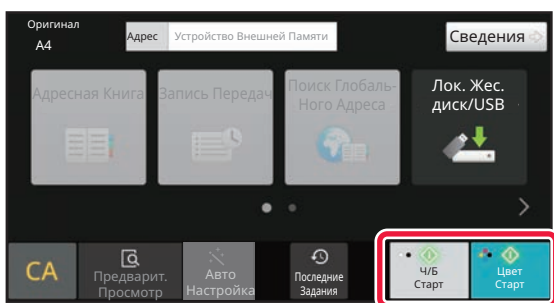 Оригинал
A4
Адрес
Устройство Внешней Памяти
Сведения
Адресная Книга
Запись Передач
Поиск Глобаль-
Ного Адреса
Лок. Жес.
диск/USB
CA
Предварит.
Просмотр
Авто
Настройка
Последние
Задания
Ч/Б
Старт
Цвет
Старт